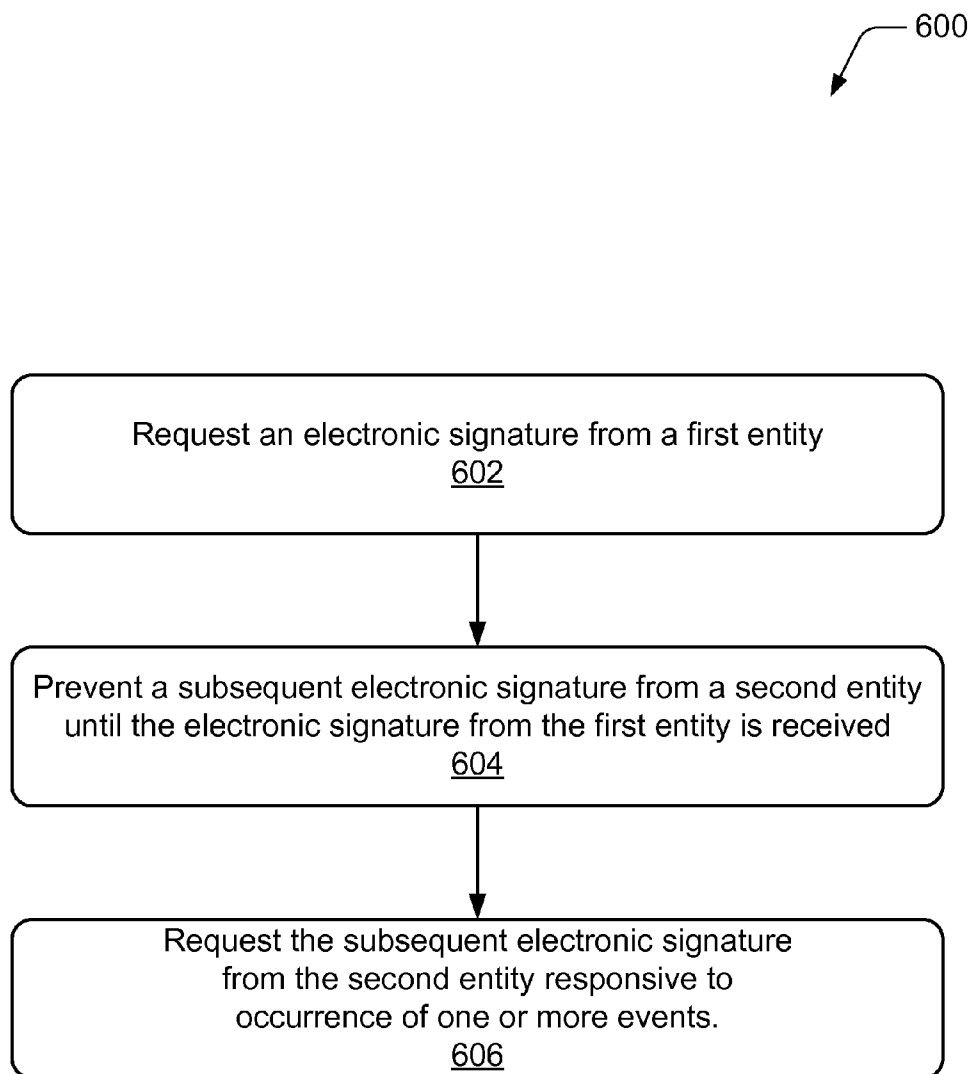 600
Request an electronic signature from a first entity
602
Prevent a subsequent electronic signature from a second entity
until the electronic signature from the first entity is received
604
Request the subsequent electronic signature
from the second entity responsive to
occurrence of one or more events.
606